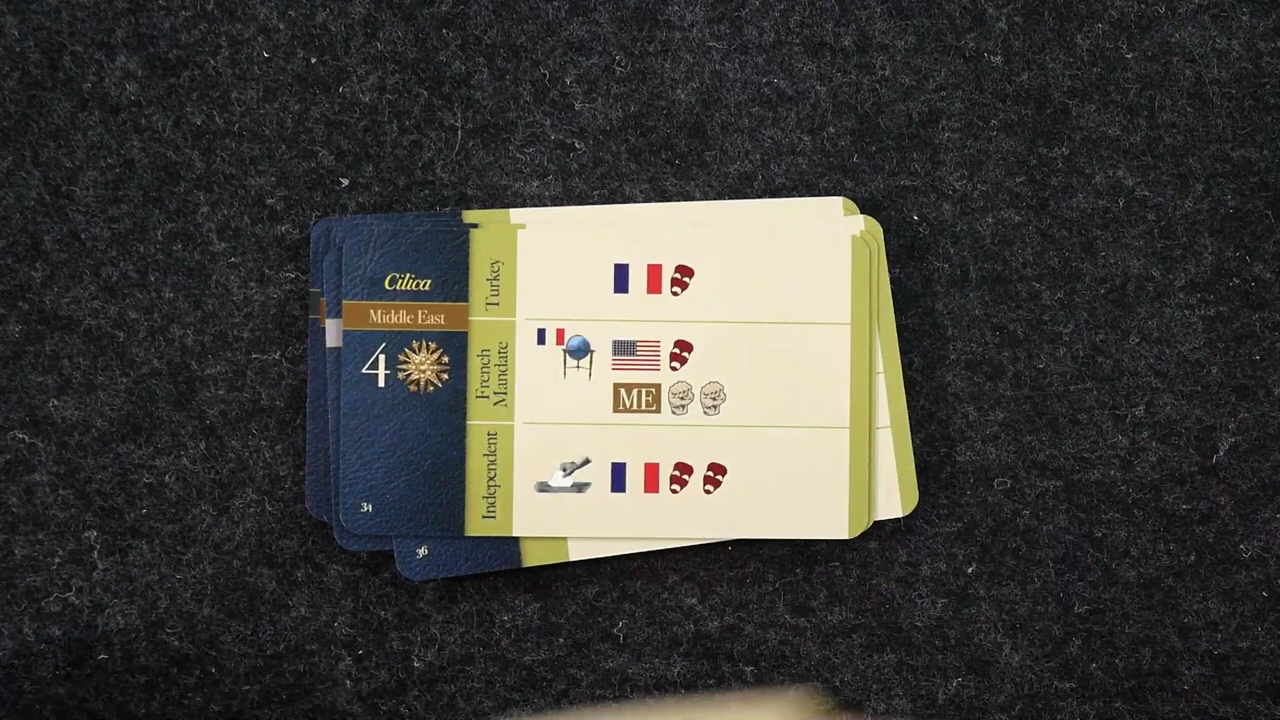 Cilica
Middle East
4
34
Turkey
French
Mandate
ME
Independent
36